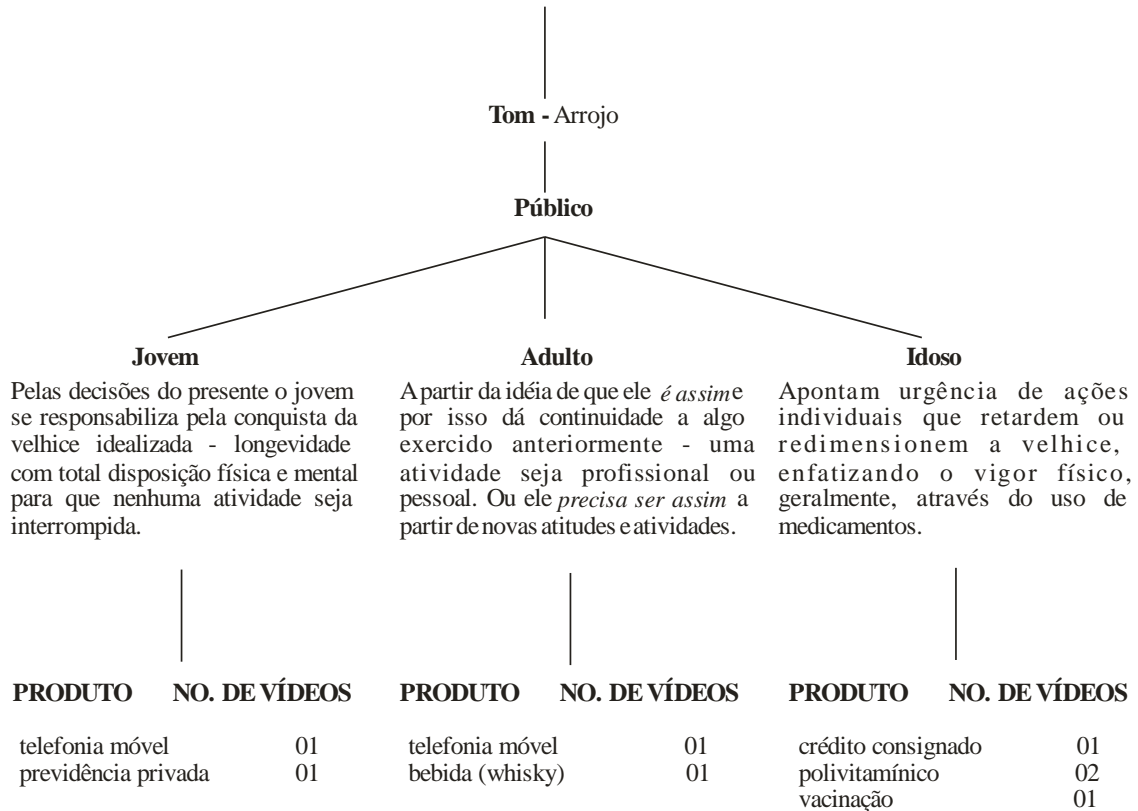 Tom - Arrojo
Público
Jovem
Pelas decisões do presente o jovem
se responsabiliza pela conquista da
velhice idealizada - longevidade
com total disposição física e mental
para que nenhuma atividade seja
interrompida.
Adulto
A partir da idéia de que ele é assim e
por isso dá continuidade a algo
exercido anteriormente - uma
atividade seja profissional ou
pessoal. Ou ele precisa ser assim a
partir de novas atitudes e atividades.
Idoso
Apontam urgência de ações
individuais que retardem ou
redimensionem a velhice,
enfatizando o vigor físico,
geralmente, através do uso de
medicamentos.
PRODUTO NO. DE VÍDEOS
telefonia móvel 01
previdência privada 01
PRODUTO NO. DE VÍDEOS
telefonia móvel 01
bebida (whisky) 01
PRODUTO NO. DE VÍDEOS
crédito consignado 01
polivitamínico 02
vacinação 01